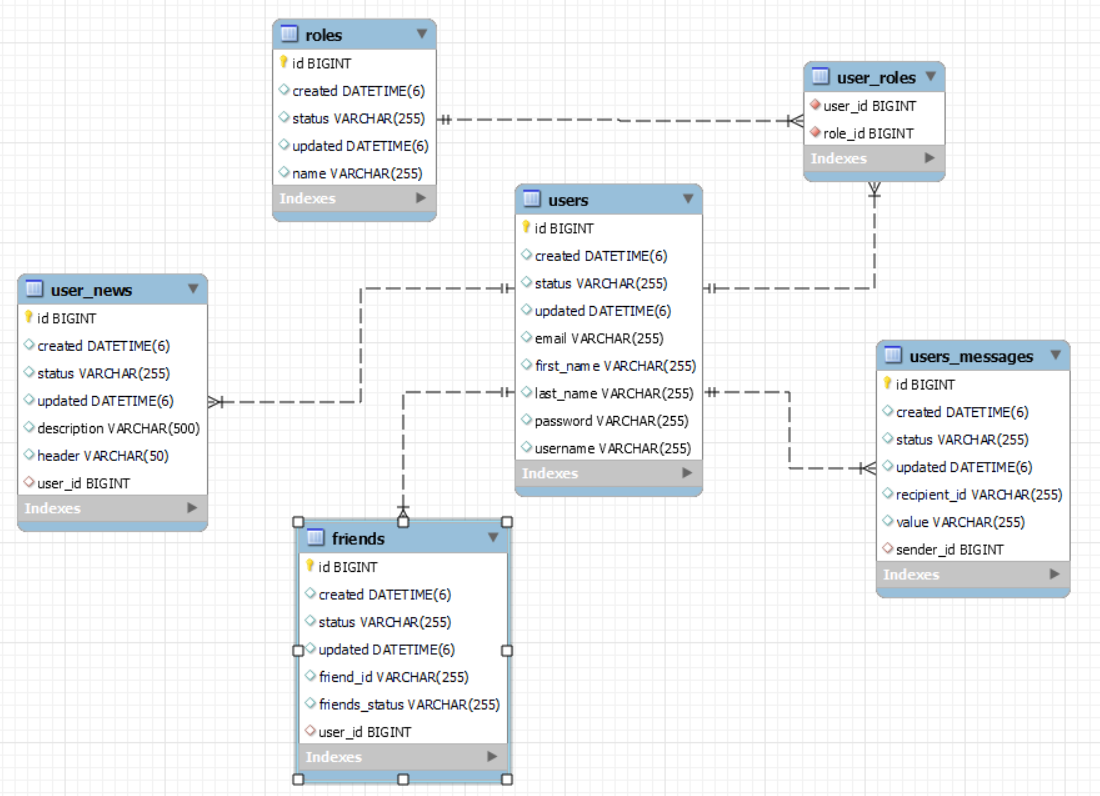 roles
id BIGINT
created DATETIME(6)
status VARCHAR(255)
updated DATETIME(6)
name VARCHAR(255)
Indexes
user_roles
user_id BIGINT
role_id BIGINT
Indexes
users
id BIGINT
created DATETIME(6)
status VARCHAR(255)
updated DATETIME(6)
email VARCHAR(255)
first_name VARCHAR(255)
last_name VARCHAR(255)
password VARCHAR(255)
username VARCHAR(255)
Indexes
user_news
id BIGINT
created DATETIME(6)
status VARCHAR(255)
updated DATETIME(6)
description VARCHAR(500)
header VARCHAR(50)
user_id BIGINT
Indexes
users_messages
id BIGINT
created DATETIME(6)
status VARCHAR(255)
updated DATETIME(6)
recipient_id VARCHAR(255)
value VARCHAR(255)
sender_id BIGINT
Indexes
friends
id BIGINT
created DATETIME(6)
status VARCHAR(255)
updated DATETIME(6)
friend_id VARCHAR(255)
friends_status VARCHAR(255)
user_id BIGINT
Indexes